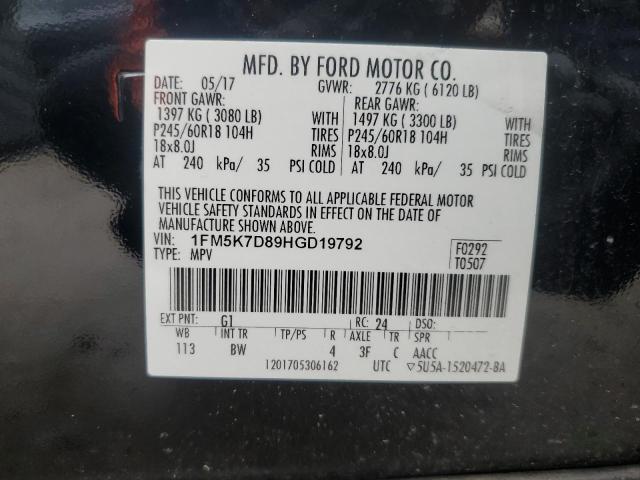 MFD. BY FORD MOTOR CO.
DATE: 05/17 GVWR: 2776 KG ( 6120 LB)
FRONT GAWR: REAR GAWR:
1397 KG ( 3080 LB) WITH 1497 KG ( 3300 LB) WITH
P245/60R18 104H TIRES P245/60R18 104H TIRES
18x8.0J RIMS 18x8.0J RIMS
AT 240 kPa/ 35 PSI COLD AT 240 kPa/ 35 PSI COLD
THIS VEHICLE CONFORMS TO ALL APPLICABLE FEDERAL MOTOR
VEHICLE SAFETY STANDARDS IN EFFECT ON THE DATE OF
MANUFACTURE SHOWN ABOVE.
VIN: 1FM5K7D89HGD19792 F0292
TYPE: MPV T0507
EXT PNT: G1 RC: 24 DSO:
WB INT TR TP/PS R AXLE TR SPR
113 BW 4 3F C AACC
1201705306162 UTC ▽5U5A-1520472-BA